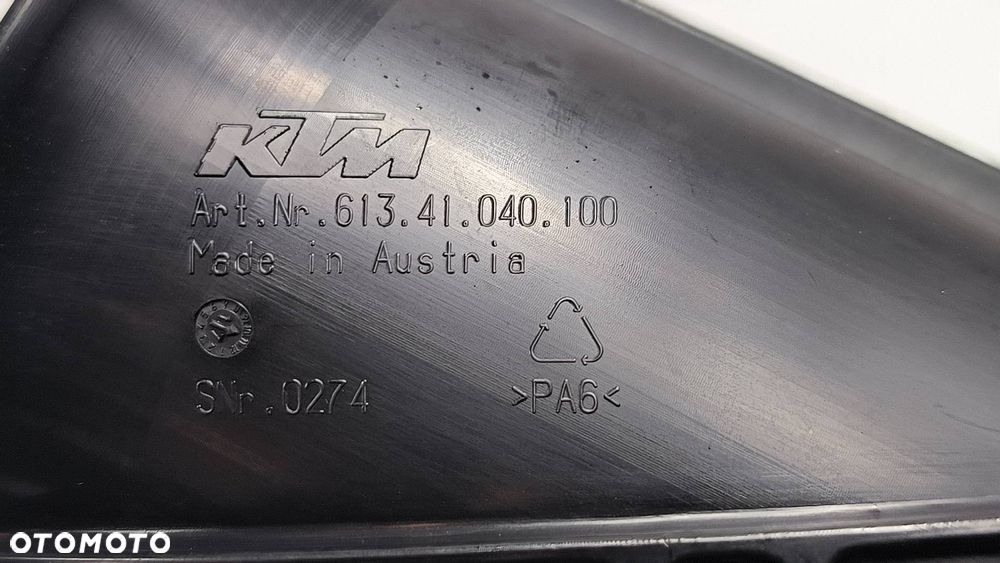 KTM
Art.Nr.613.41.040.100
Made in Austria
SNr.0274
>PA6<
OTOMOTO